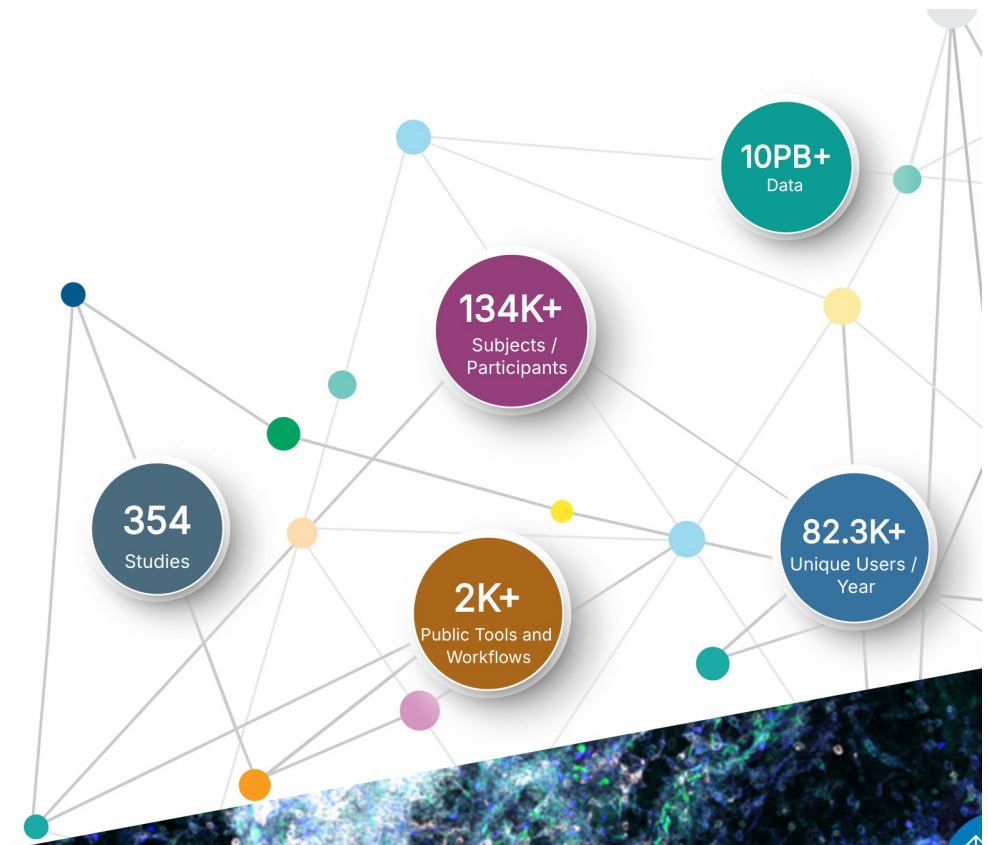 10PB+
Data
134K+
Subjects /
Participants
354
Studies
82.3K+
Unique Users /
Year
2K+
Public Tools and
Workflows